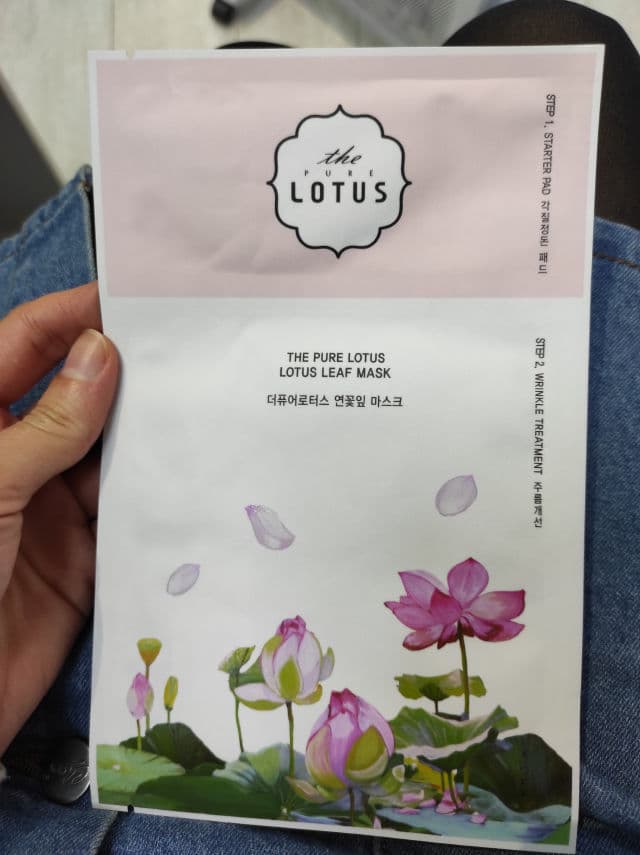 the
PURE
LOTUS
STEP 1. STARTER PAD 각질정돈 패드
THE PURE LOTUS
LOTUS LEAF MASK
더퓨어로터스 연꽃잎 마스크
STEP 2. WRINKLE TREATMENT 주름개선